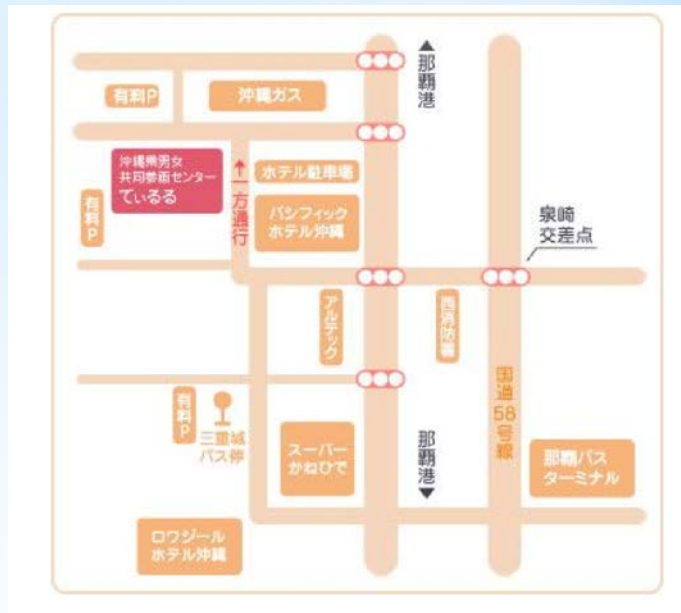 ▲那覇港
有料P
沖縄ガス
沖縄県男女
共同参画センター
てぃるる
↑一方通行
ホテル駐車場
有料P
パシフィック
ホテル沖縄
泉崎
交差点
アルテック
西消防署
国道58号線
有料P
三重城
バス停
スーパー
かねひで
那覇港▼
那覇バス
ターミナル
ロワジール
ホテル沖縄